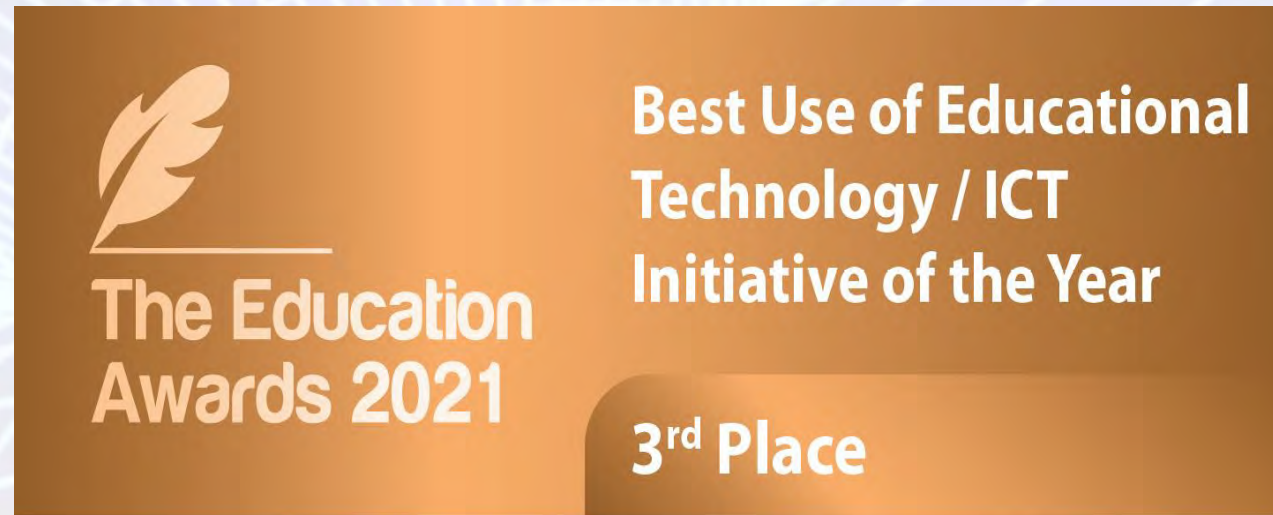 The Education
Awards 2021
Best Use of Educational
Technology / ICT
Initiative of the Year
3rd Place